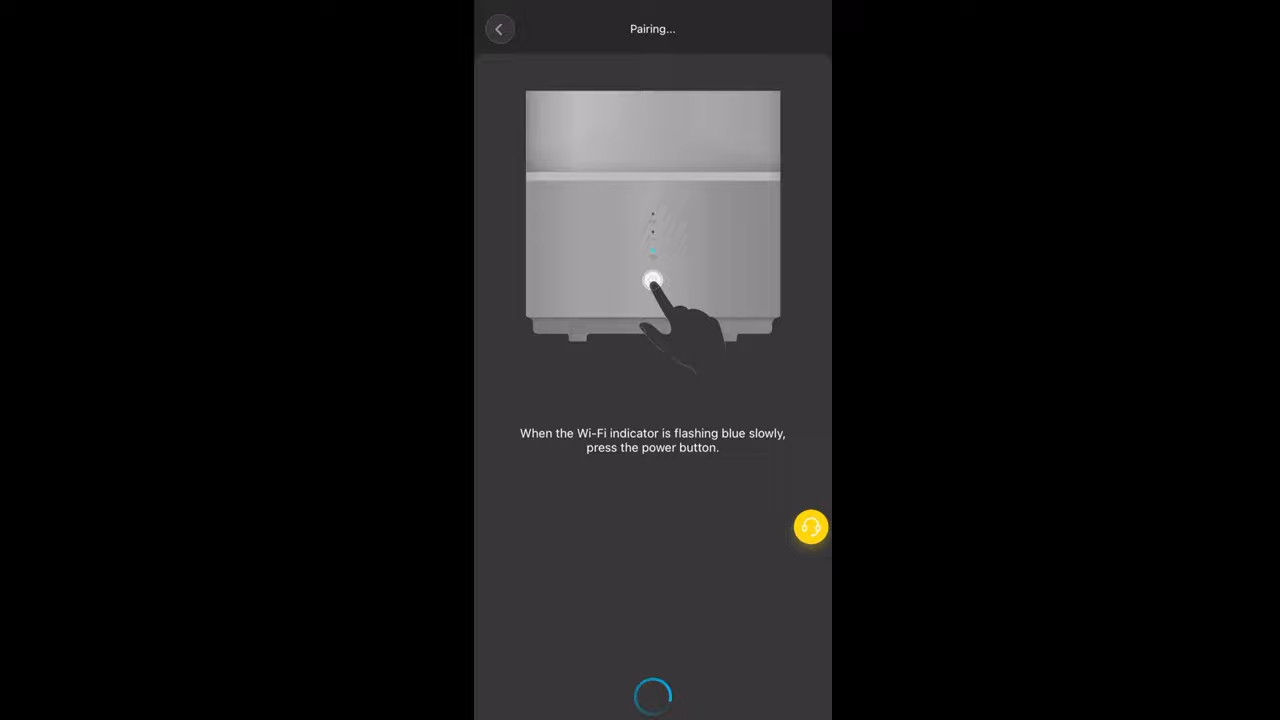 Pairing...
When the Wi-Fi indicator is flashing blue slowly,
press the power button.